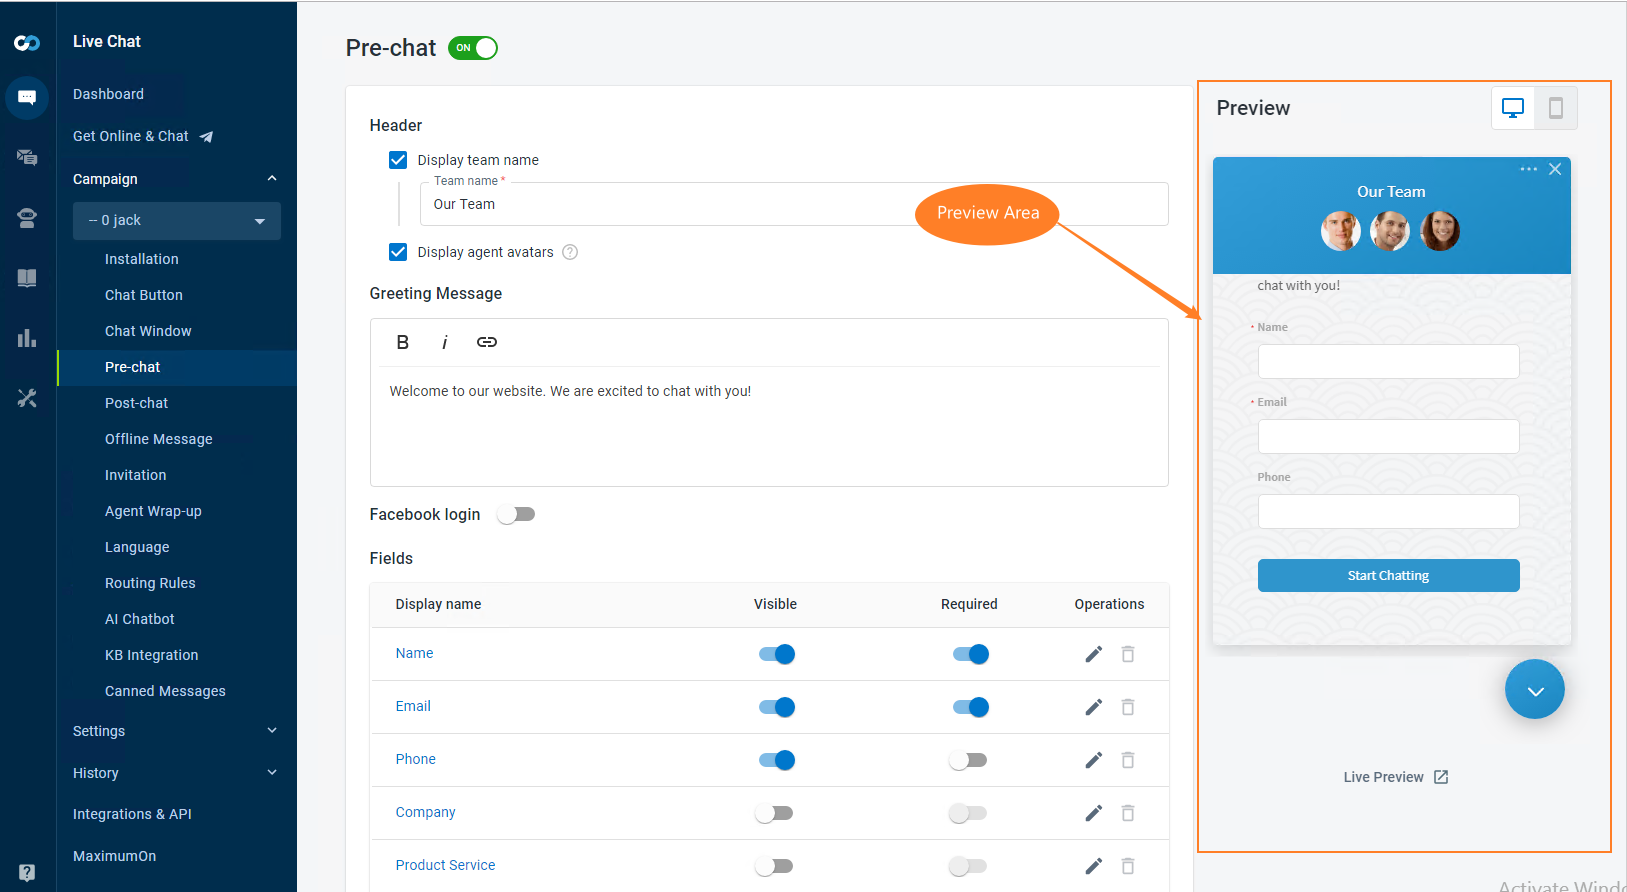 Live Chat
Dashboard
Get Online & Chat
Campaign
-- 0 jack
Installation
Chat Button
Chat Window
Pre-chat
Post-chat
Offline Message
Invitation
Agent Wrap-up
Language
Routing Rules
AI Chatbot
KB Integration
Canned Messages
Settings
History
Integrations & API
MaximumOn
Pre-chat ON
Header
Display team name
Team name *
Our Team
Display agent avatars ?
Greeting Message
B i
Welcome to our website. We are excited to chat with you!
Facebook login
Fields
Display name Visible Required Operations
Name
Email
Phone
Company
Product Service
Preview Area
Preview
Our Team
chat with you!
* Name
* Email
Phone
Start Chatting
Live Preview
Activate Windo